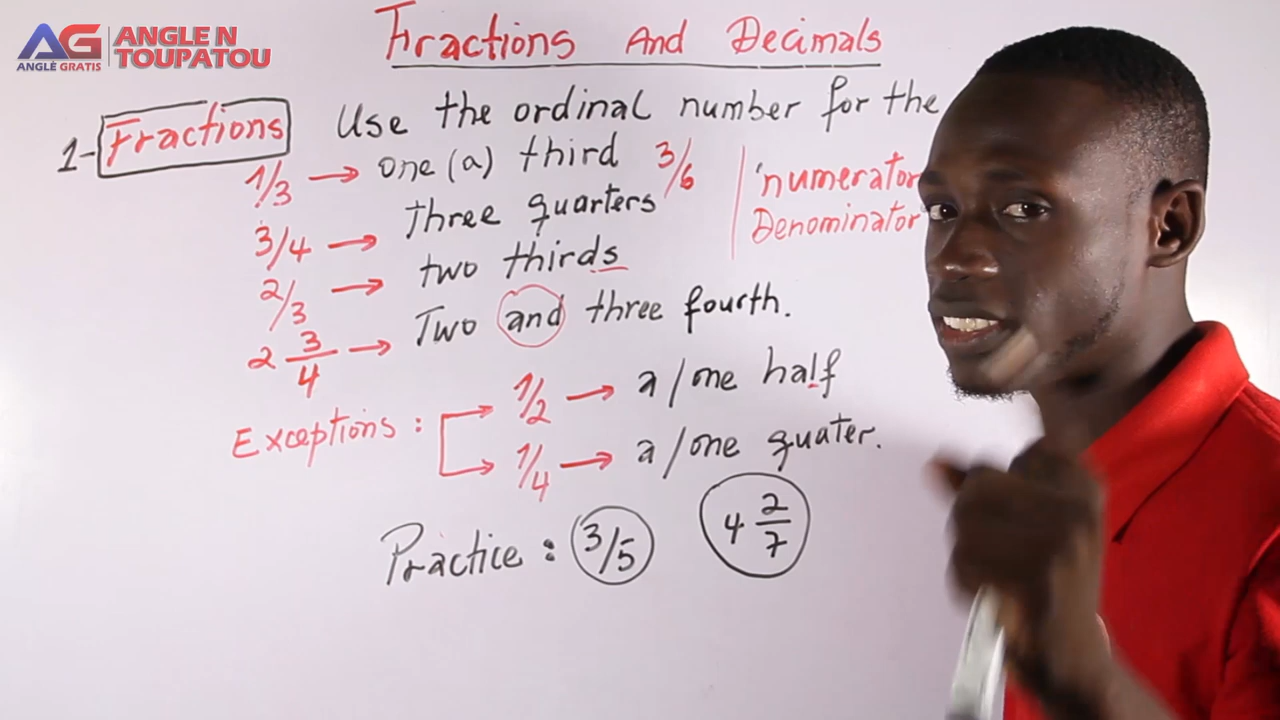 AG
ANGLÈ GRATIS
ANGLE N
TOUPATOU
Fractions And Decimals
1- Fractions Use the ordinal number for the
1/3 → one (a) third 3/6
numerator
Denominator
3/4 → three quarters
2/3 → two thirds
2 3/4 → Two and three fourth.
Exceptions : 1/2 → a/one half
1/4 → a/one quater.
Practice : 3/5 4 2/7